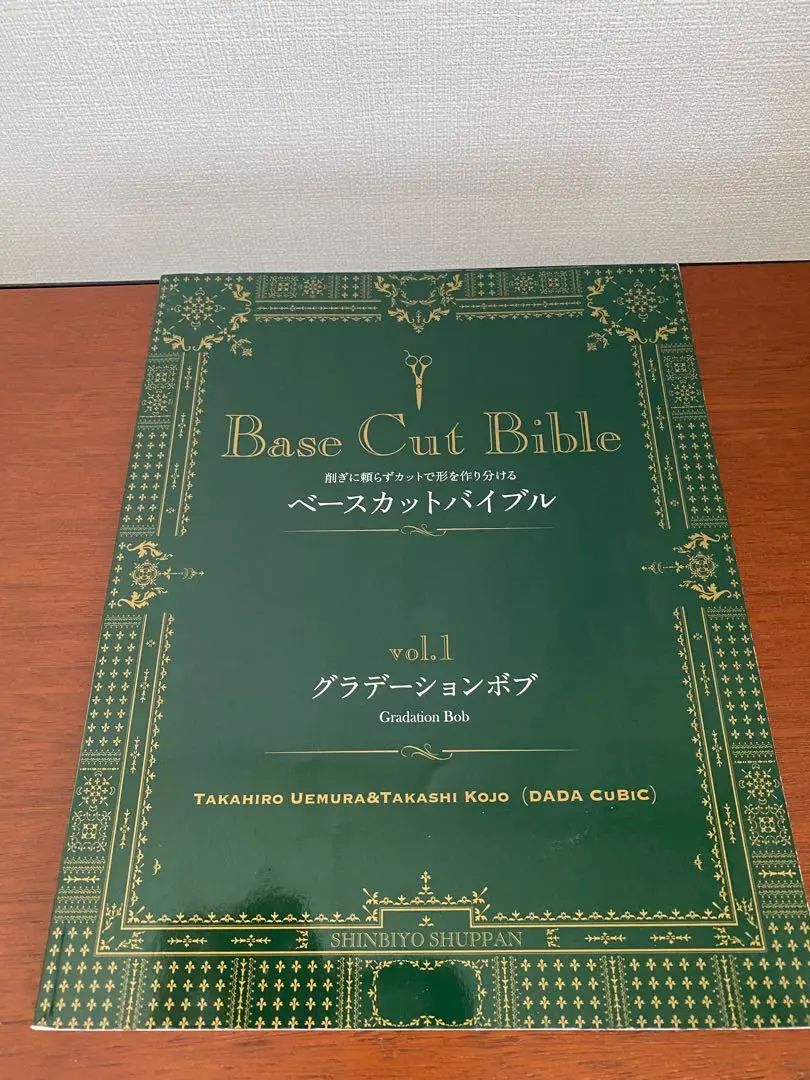 Base Cut Bible
削ぎに頼らずカットで形を作り分ける
ベースカットバイブル
vol.1
グラデーションボブ
Gradation Bob
TAKAHIRO UEMURA&TAKASHI KOJO (DADA CuBiC)
SHINBIYO SHUPPAN